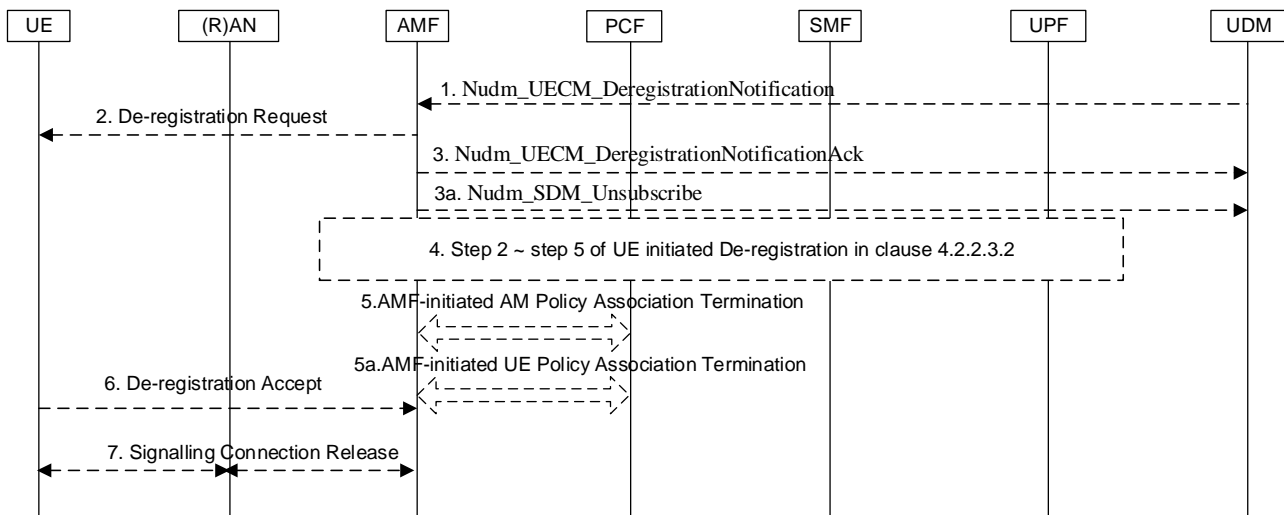 UE (R)AN AMF PCF SMF UPF UDM
1. Nudm_UECM_DeregistrationNotification
2. De-registration Request
3. Nudm_UECM_DeregistrationNotificationAck
3a. Nudm_SDM_Unsubscribe
4. Step 2 ~ step 5 of UE initiated De-registration in clause 4.2.2.3.2
5.AMF-initiated AM Policy Association Termination
5a.AMF-initiated UE Policy Association Termination
6. De-registration Accept
7. Signalling Connection Release